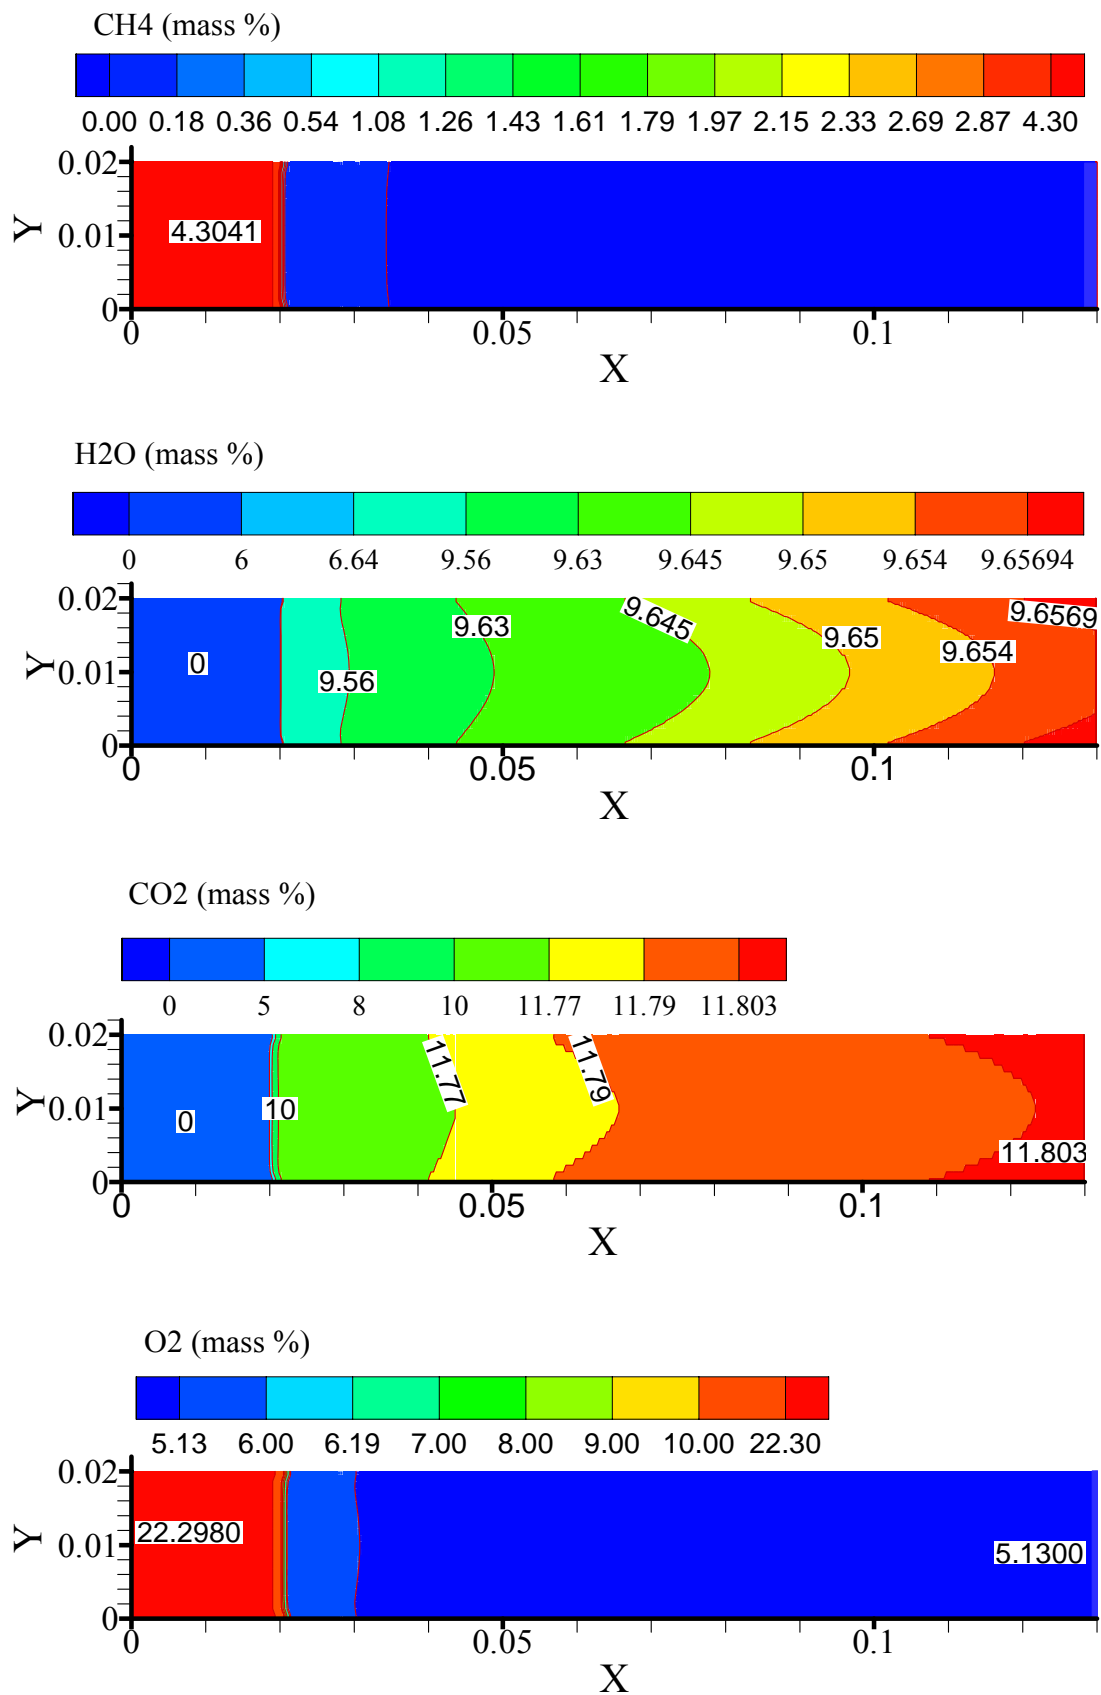 CH4 (mass %)
0.00 0.18 0.36 0.54 1.08 1.26 1.43 1.61 1.79 1.97 2.15 2.33 2.69 2.87 4.30
0.02
Y 0.01 4.3041
0
0 0.05 0.1
X
H2O (mass %)
0 6 6.64 9.56 9.63 9.645 9.65 9.654 9.65694
0.02 9.63 9.645 9.65 9.6569
Y 0.01 0 9.56 9.654
0
0 0.05 0.1
X
CO2 (mass %)
0 5 8 10 11.77 11.79 11.803
0.02 11.77 11.79
Y 0.01 0 10
0 11.803
0 0.05 0.1
X
O2 (mass %)
5.13 6.00 6.19 7.00 8.00 9.00 10.00 22.30
0.02
Y 0.01 22.2980 5.1300
0
0 0.05 0.1
X